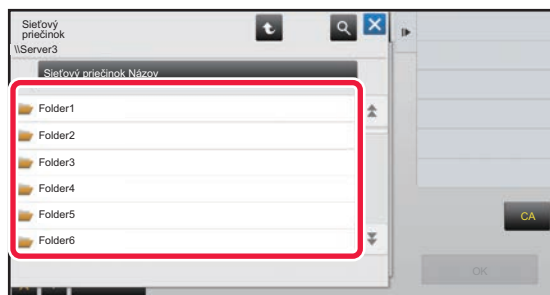 Sieťový
priečinok
\\Server3
Sieťový priečinok Názov
Folder1
Folder2
Folder3
Folder4
Folder5
Folder6
CA
OK